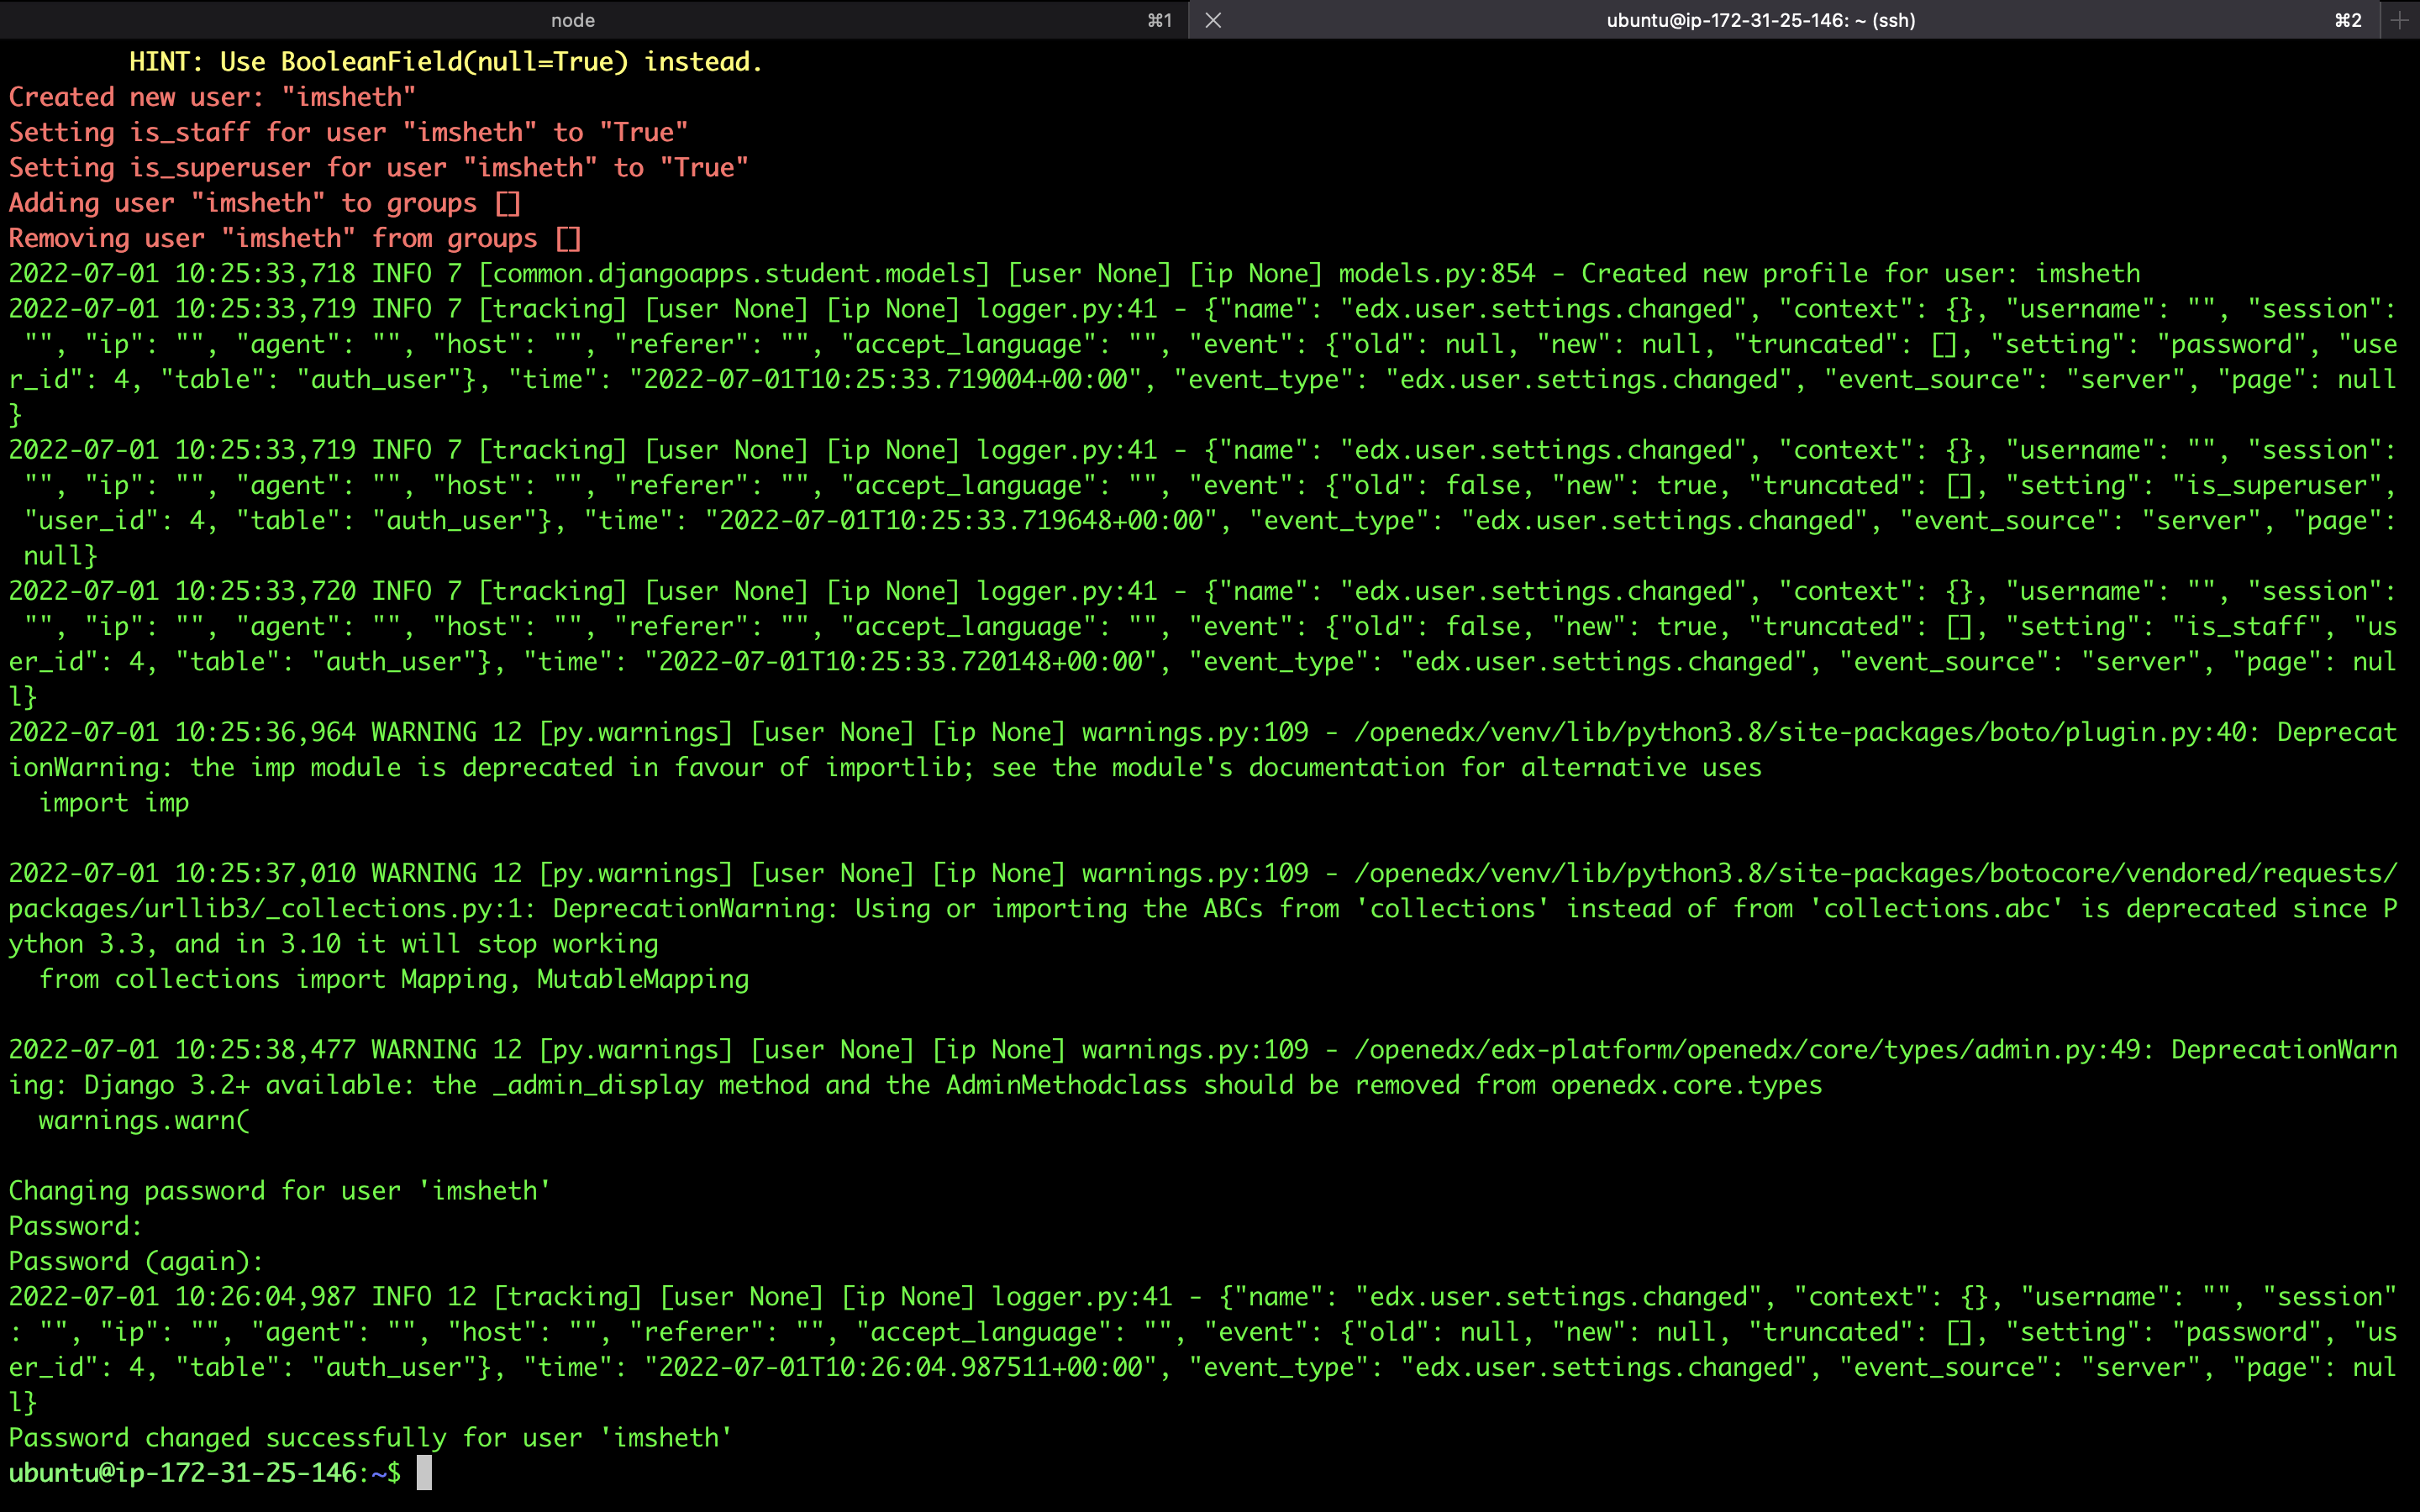 node ⌘1 ubuntu@ip-172-31-25-146: ~ (ssh) ⌘2
HINT: Use BooleanField(null=True) instead.
Created new user: "imsheth"
Setting is_staff for user "imsheth" to "True"
Setting is_superuser for user "imsheth" to "True"
Adding user "imsheth" to groups []
Removing user "imsheth" from groups []
2022-07-01 10:25:33,718 INFO 7 [common.djangoapps.student.models] [user None] [ip None] models.py:854 - Created new profile for user: imsheth
2022-07-01 10:25:33,719 INFO 7 [tracking] [user None] [ip None] logger.py:41 - {"name": "edx.user.settings.changed", "context": {}, "username": "", "session":
"", "ip": "", "agent": "", "host": "", "referer": "", "accept_language": "", "event": {"old": null, "new": null, "truncated": [], "setting": "password", "use
r_id": 4, "table": "auth_user"}, "time": "2022-07-01T10:25:33.719004+00:00", "event_type": "edx.user.settings.changed", "event_source": "server", "page": null
}
2022-07-01 10:25:33,719 INFO 7 [tracking] [user None] [ip None] logger.py:41 - {"name": "edx.user.settings.changed", "context": {}, "username": "", "session":
"", "ip": "", "agent": "", "host": "", "referer": "", "accept_language": "", "event": {"old": false, "new": true, "truncated": [], "setting": "is_superuser",
"user_id": 4, "table": "auth_user"}, "time": "2022-07-01T10:25:33.719648+00:00", "event_type": "edx.user.settings.changed", "event_source": "server", "page":
null}
2022-07-01 10:25:33,720 INFO 7 [tracking] [user None] [ip None] logger.py:41 - {"name": "edx.user.settings.changed", "context": {}, "username": "", "session":
"", "ip": "", "agent": "", "host": "", "referer": "", "accept_language": "", "event": {"old": false, "new": true, "truncated": [], "setting": "is_staff", "us
er_id": 4, "table": "auth_user"}, "time": "2022-07-01T10:25:33.720148+00:00", "event_type": "edx.user.settings.changed", "event_source": "server", "page": nul
l}
2022-07-01 10:25:36,964 WARNING 12 [py.warnings] [user None] [ip None] warnings.py:109 - /openedx/venv/lib/python3.8/site-packages/boto/plugin.py:40: Deprecat
ionWarning: the imp module is deprecated in favour of importlib; see the module's documentation for alternative uses
import imp
2022-07-01 10:25:37,010 WARNING 12 [py.warnings] [user None] [ip None] warnings.py:109 - /openedx/venv/lib/python3.8/site-packages/botocore/vendored/requests/
packages/urllib3/_collections.py:1: DeprecationWarning: Using or importing the ABCs from 'collections' instead of from 'collections.abc' is deprecated since P
ython 3.3, and in 3.10 it will stop working
from collections import Mapping, MutableMapping
2022-07-01 10:25:38,477 WARNING 12 [py.warnings] [user None] [ip None] warnings.py:109 - /openedx/edx-platform/openedx/core/types/admin.py:49: DeprecationWarn
ing: Django 3.2+ available: the _admin_display method and the AdminMethodclass should be removed from openedx.core.types
warnings.warn(
Changing password for user 'imsheth'
Password:
Password (again):
2022-07-01 10:26:04,987 INFO 12 [tracking] [user None] [ip None] logger.py:41 - {"name": "edx.user.settings.changed", "context": {}, "username": "", "session"
: "", "ip": "", "agent": "", "host": "", "referer": "", "accept_language": "", "event": {"old": null, "new": null, "truncated": [], "setting": "password", "us
er_id": 4, "table": "auth_user"}, "time": "2022-07-01T10:26:04.987511+00:00", "event_type": "edx.user.settings.changed", "event_source": "server", "page": nul
l}
Password changed successfully for user 'imsheth'
ubuntu@ip-172-31-25-146:~$